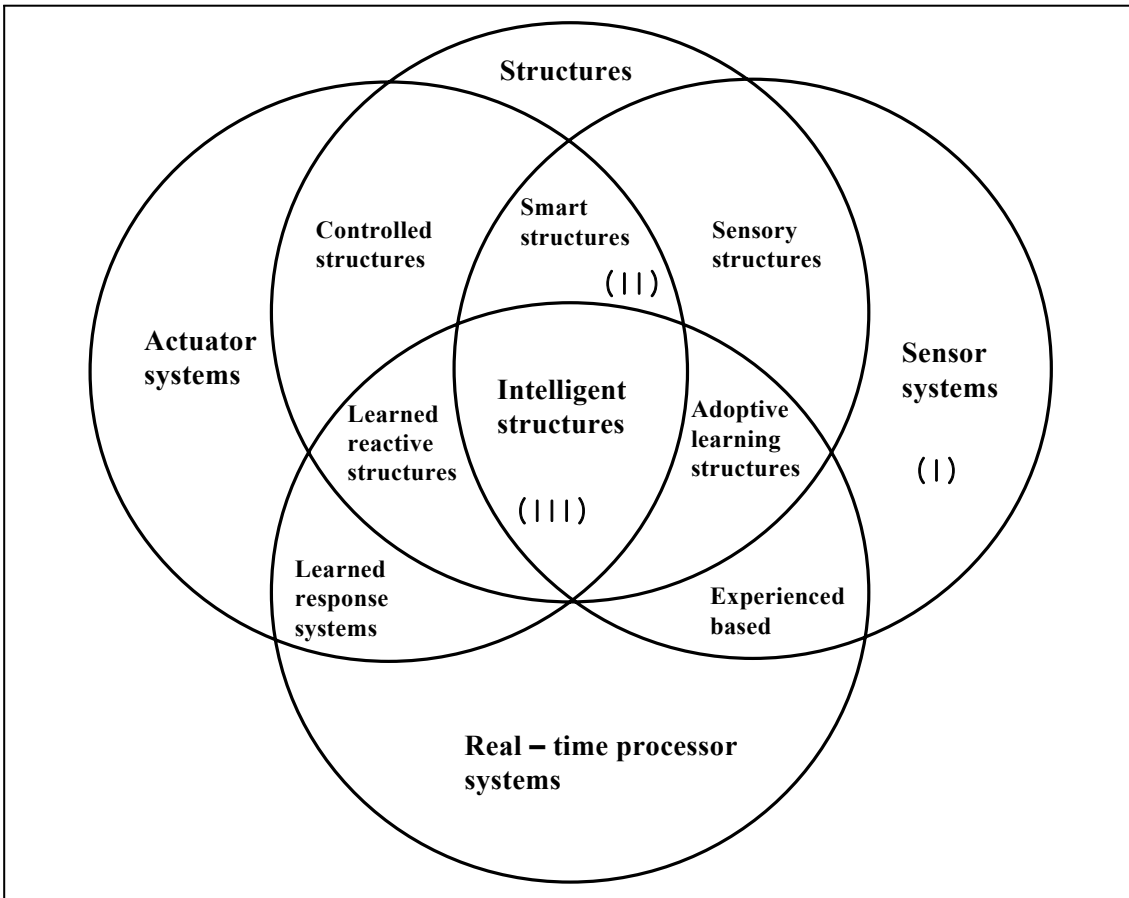 Structures
Smart
structures
(II)
Controlled
structures
Sensory
structures
Actuator
systems
Sensor
systems
(I)
Intelligent
structures
(III)
Learned
reactive
structures
Adoptive
learning
structures
Learned
response
systems
Experienced
based
Real – time processor
systems